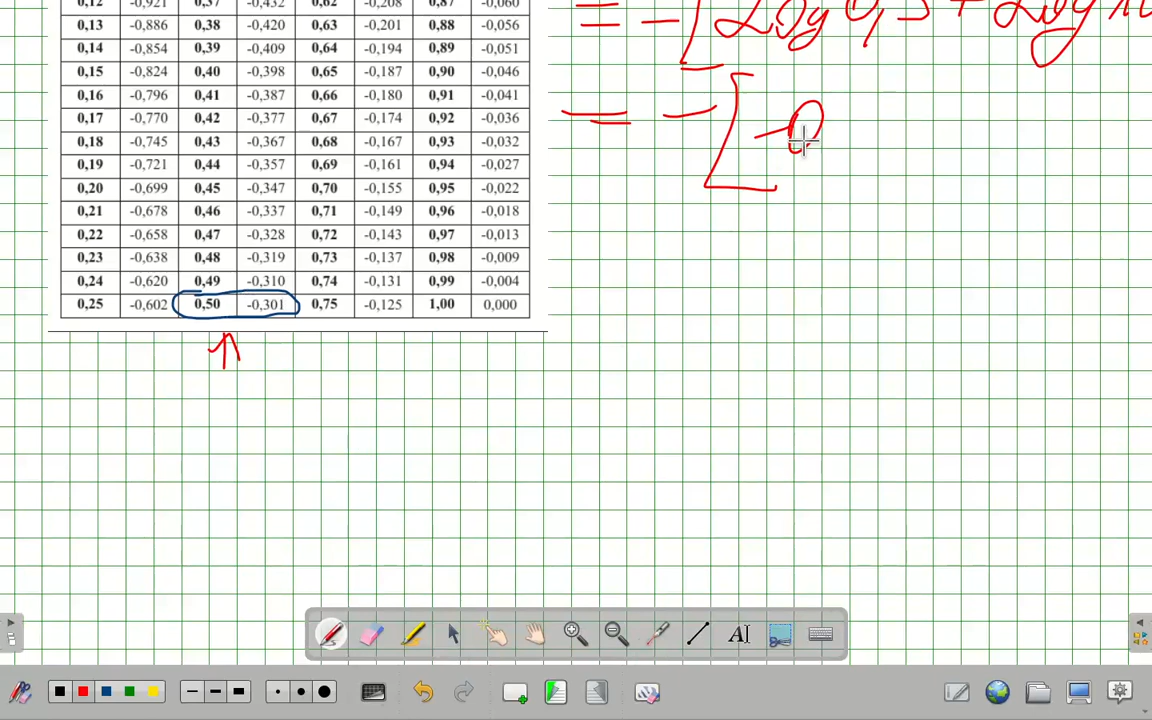 0,12 -0,921 0,37 -0,432 0,62 -0,208 0,87 -0,060
0,13 -0,886 0,38 -0,420 0,63 -0,201 0,88 -0,056
0,14 -0,854 0,39 -0,409 0,64 -0,194 0,89 -0,051
0,15 -0,824 0,40 -0,398 0,65 -0,187 0,90 -0,046
0,16 -0,796 0,41 -0,387 0,66 -0,180 0,91 -0,041
0,17 -0,770 0,42 -0,377 0,67 -0,174 0,92 -0,036
0,18 -0,745 0,43 -0,367 0,68 -0,167 0,93 -0,032
0,19 -0,721 0,44 -0,357 0,69 -0,161 0,94 -0,027
0,20 -0,699 0,45 -0,347 0,70 -0,155 0,95 -0,022
0,21 -0,678 0,46 -0,337 0,71 -0,149 0,96 -0,018
0,22 -0,658 0,47 -0,328 0,72 -0,143 0,97 -0,013
0,23 -0,638 0,48 -0,319 0,73 -0,137 0,98 -0,009
0,24 -0,620 0,49 -0,310 0,74 -0,131 0,99 -0,004
0,25 -0,602 0,50 -0,301 0,75 -0,125 1,00 0,000
= -[Log 0,5 + Log
= -[-0